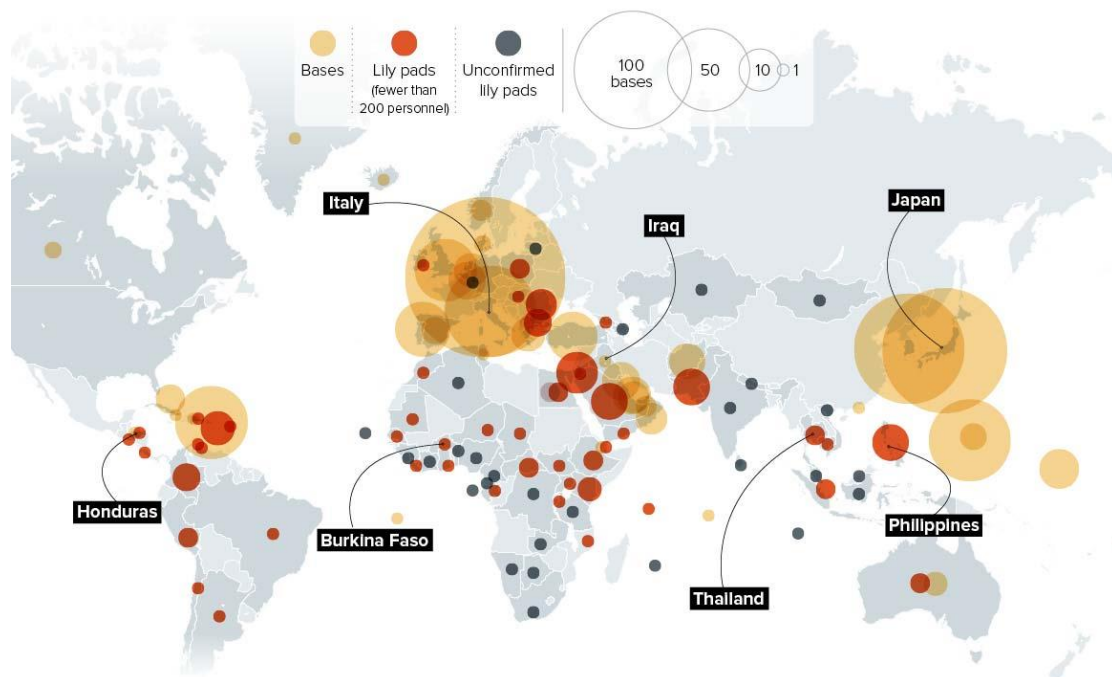 Bases
Lily pads
(fewer than
200 personnel)
Unconfirmed
lily pads
100
bases
50
10
1
Italy
Iraq
Japan
Honduras
Burkina Faso
Thailand
Philippines